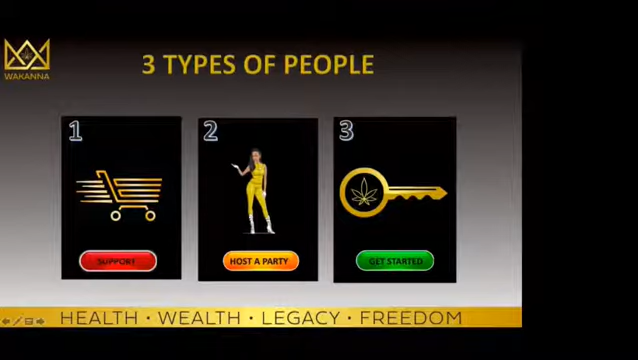 WAKANNA
3 TYPES OF PEOPLE
1
2
3
SUPPORT
HOST A PARTY
GET STARTED
HEALTH • WEALTH • LEGACY • FREEDOM